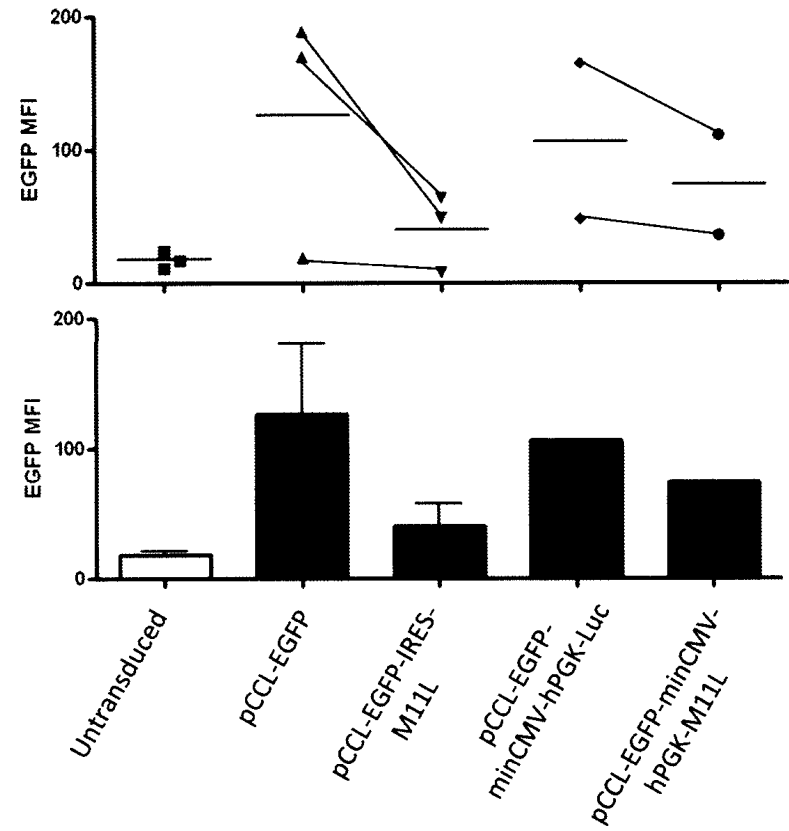 200
EGFP MFI
100
0
200
EGFP MFI
100
0
Untransduced
pCCL-EGFP
pCCL-EGFP-IRES-
M11L
pCCL-EGFP-
minCMV-hPGK-Luc
pCCL-EGFP-minCMV-
hPGK-M11L